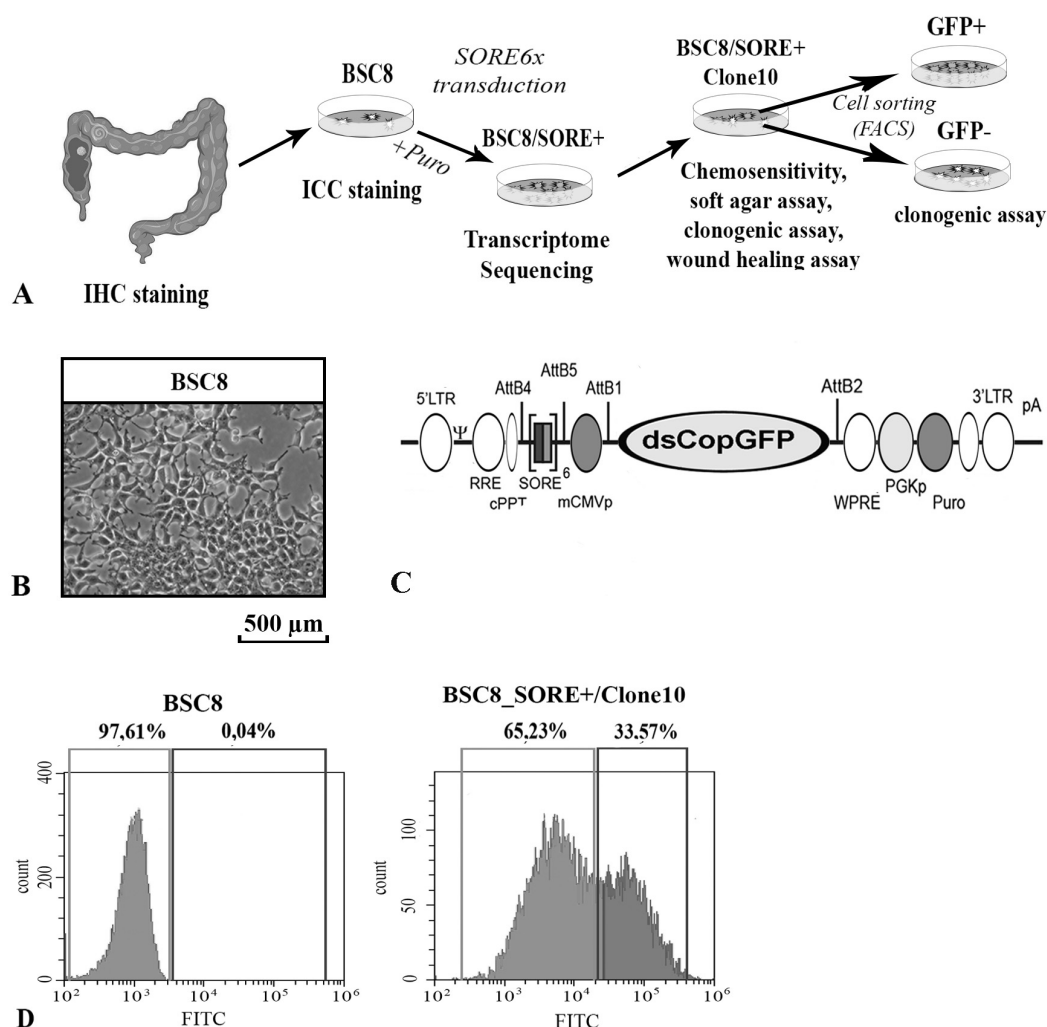 GFP+
BSC8/SORE+
Clone10
SORE6x
transduction
BSC8
Cell sorting
(FACS)
GFP-
BSC8/SORE+
+Puro
ICC staining
Chemosensitivity,
soft agar assay,
clonogenic assay,
wound healing assay
clonogenic assay
Transcriptome
Sequencing
A
IHC staining
BSC8
500 µm
B
AttB5
AttB4
AttB1
AttB2
5'LTR
3'LTR
pA
Ψ
dsCopGFP
6
RRE
SORE
PGKp
cPPT
mCMVp
WPRE
Puro
C
BSC8
97,61%
0,04%
400
200
0
count
10² 10³ 10⁴ 10⁵ 10⁶
FITC
D
BSC8_SORE+/Clone10
65,23%
33,57%
100
50
0
count
10² 10³ 10⁴ 10⁵ 10⁶
FITC